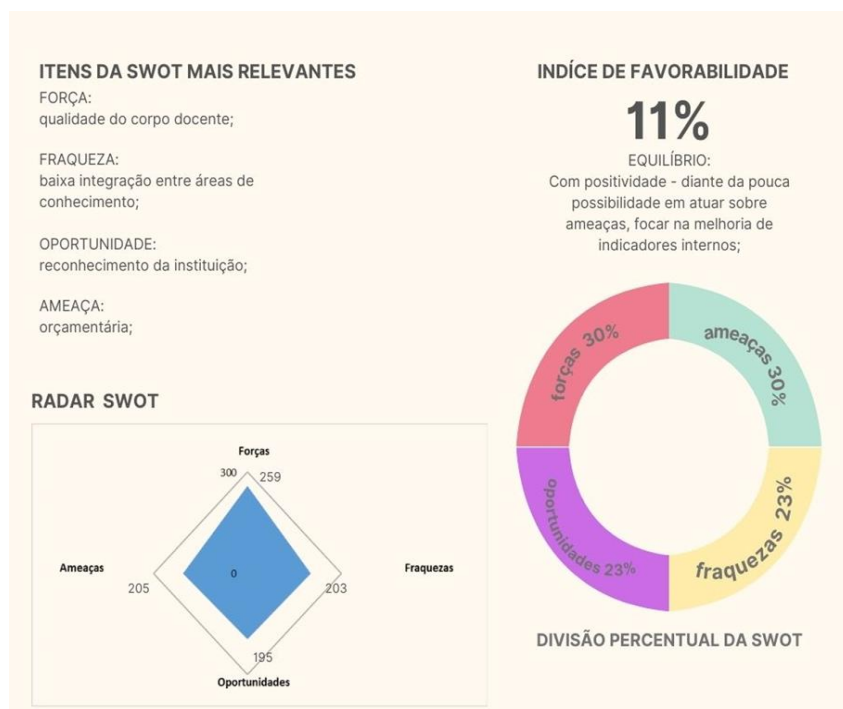 ITENS DA SWOT MAIS RELEVANTES
FORÇA:
qualidade do corpo docente;
FRAQUEZA:
baixa integração entre áreas de
conhecimento;
OPORTUNIDADE:
reconhecimento da instituição;
AMEAÇA:
orçamentária;
INDÍCE DE FAVORABILIDADE
11%
EQUILÍBRIO:
Com positividade - diante da pouca
possibilidade em atuar sobre
ameaças, focar na melhoria de
indicadores internos;
forças 30%
ameaças 30%
oportunidades 23%
fraquezas 23%
DIVISÃO PERCENTUAL DA SWOT
RADAR SWOT
Forças
300
259
Ameaças
0
Fraquezas
205
203
195
Oportunidades